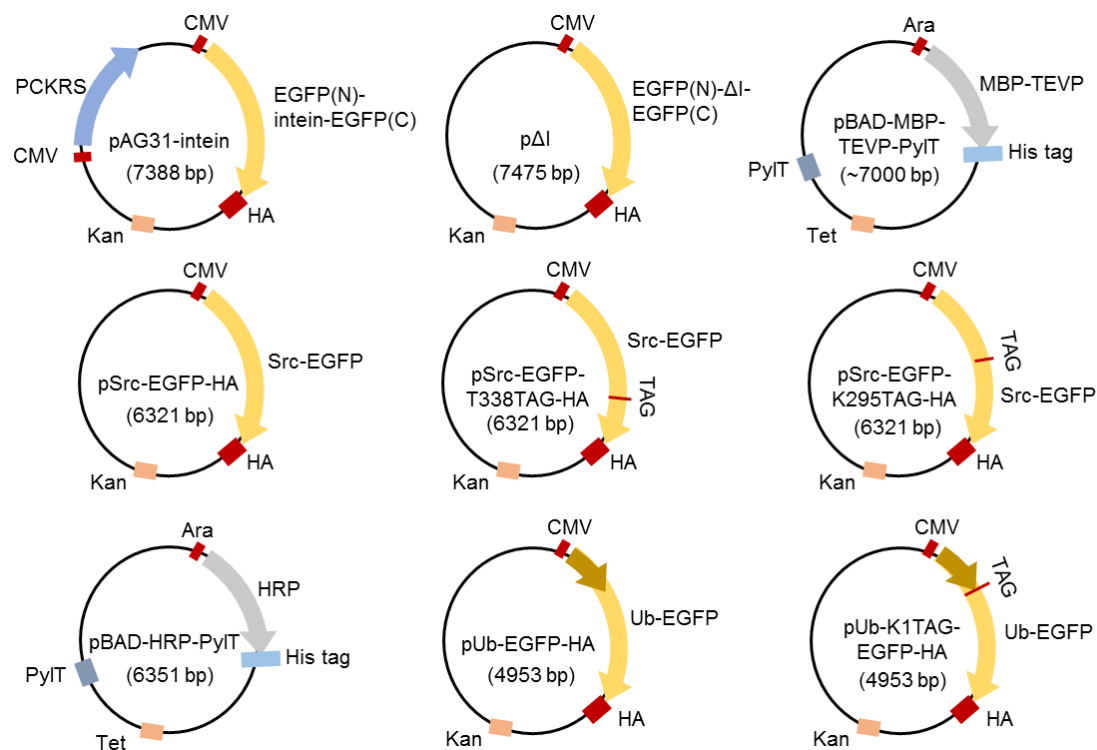 CMV
PCKRS
EGFP(N)-
intein-EGFP(C)
pAG31-intein
(7388 bp)
CMV
HA
Kan
CMV
EGFP(N)-ΔI-
EGFP(C)
pΔI
(7475 bp)
HA
Kan
Ara
MBP-TEVP
pBAD-MBP-
TEVP-PylT
(~7000 bp)
His tag
PylT
Tet
CMV
Src-EGFP
pSrc-EGFP-HA
(6321 bp)
HA
Kan
CMV
Src-EGFP
pSrc-EGFP-
T338TAG-HA
(6321 bp)
TAG
HA
Kan
CMV
TAG
pSrc-EGFP-
K295TAG-HA
(6321 bp)
Src-EGFP
HA
Kan
Ara
HRP
pBAD-HRP-PylT
(6351 bp)
His tag
PylT
Tet
CMV
Ub-EGFP
pUb-EGFP-HA
(4953 bp)
HA
Kan
CMV
TAG
pUb-K1TAG-
EGFP-HA
(4953 bp)
Ub-EGFP
HA
Kan